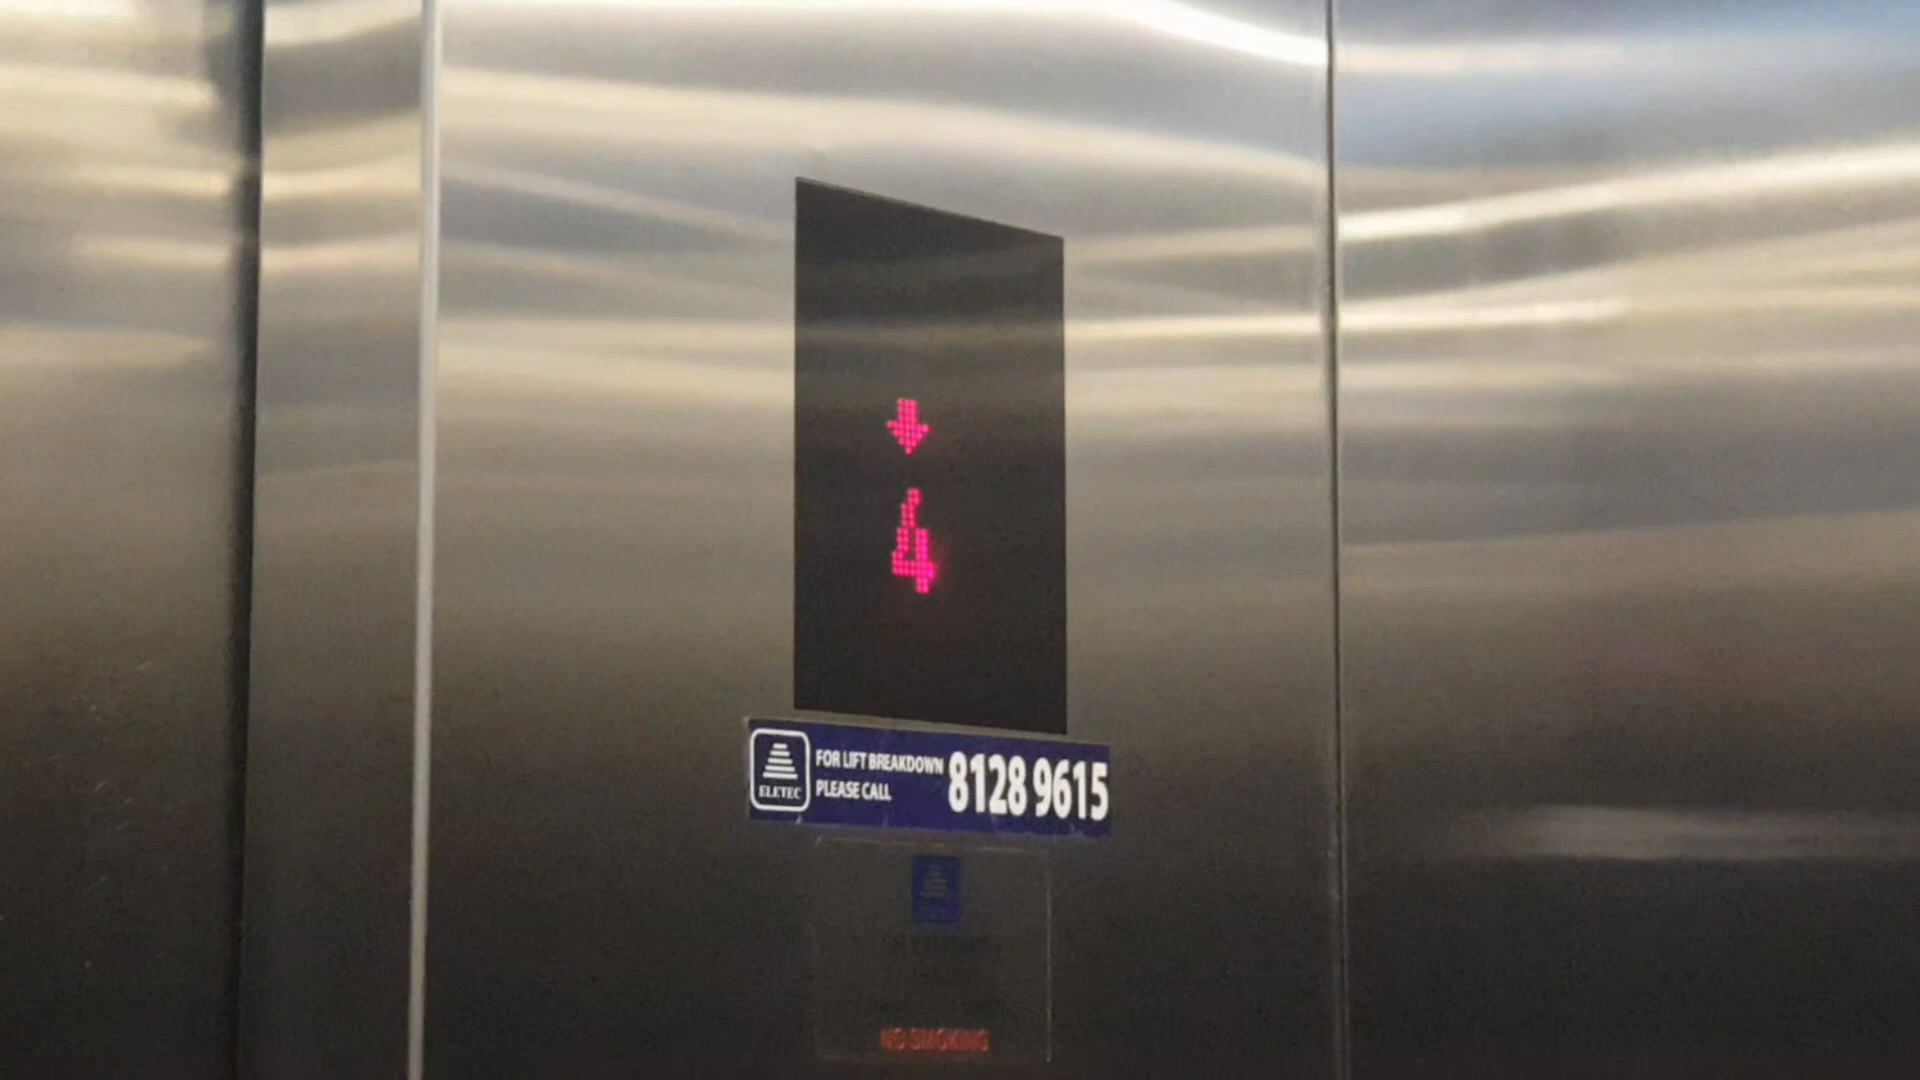 4
ELETEC
FOR LIFT BREAKDOWN
PLEASE CALL
8128 9615
NO SMOKING